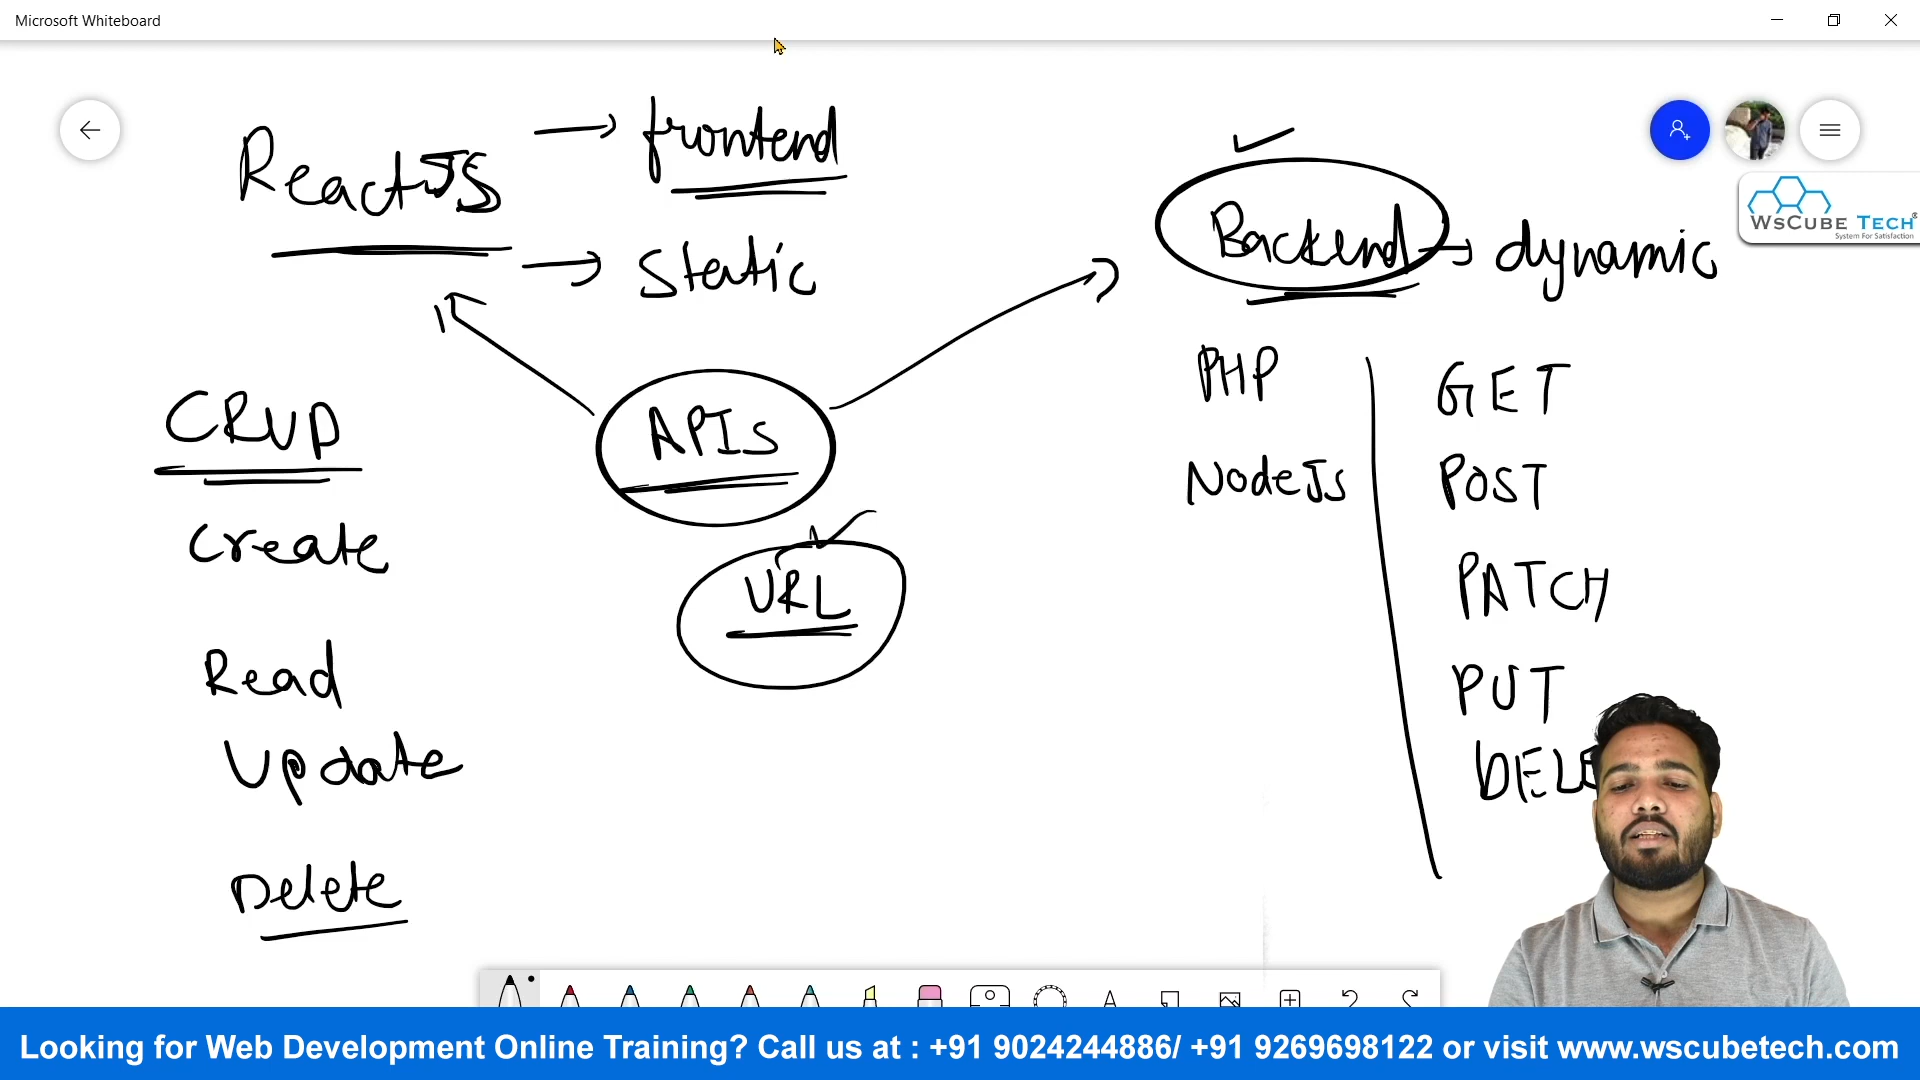 Microsoft Whiteboard
ReactJS
frontend
static
Backend
dynamic
WsCube Tech®
System For Satisfaction
APIs
URL
CRUD
Create
Read
Update
Delete
PHP
NodeJs
GET
POST
PATCH
PUT
DELE
Looking for Web Development Online Training? Call us at : +91 9024244886/ +91 9269698122 or visit www.wscubetech.com